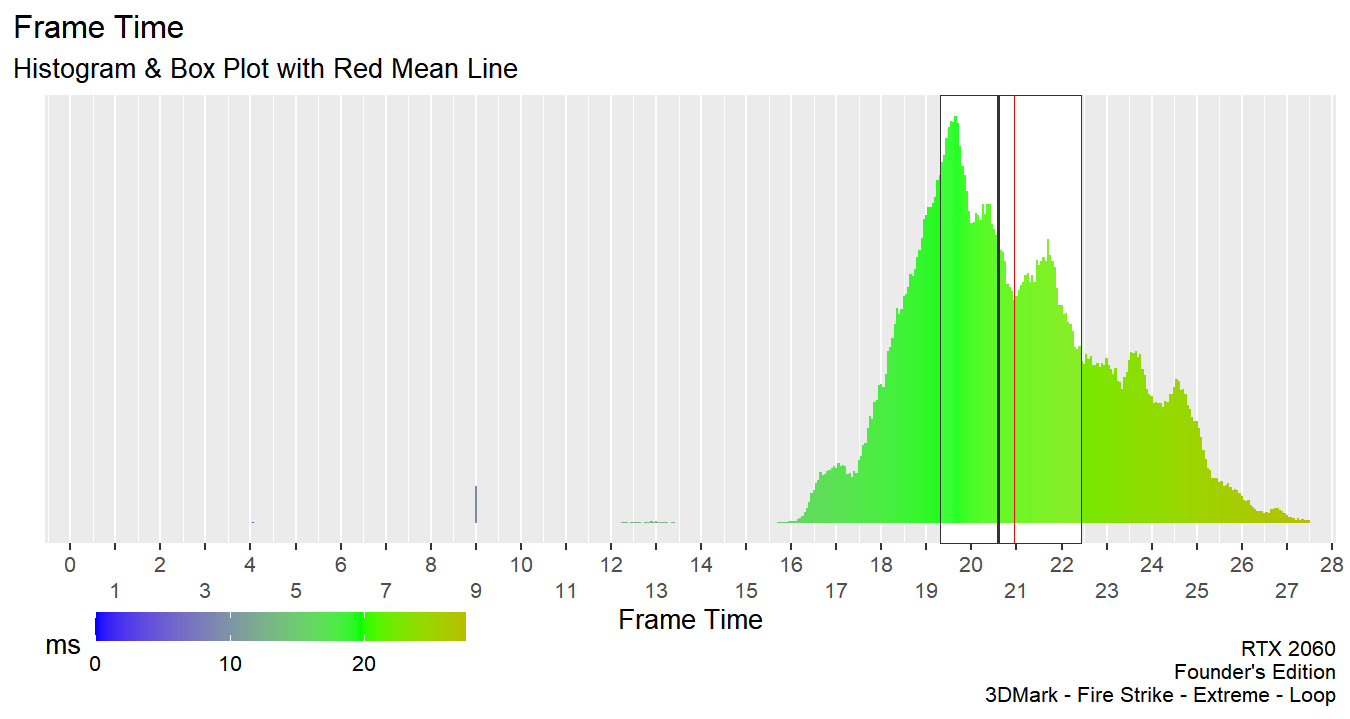 Frame Time
Histogram & Box Plot with Red Mean Line
0 2 4 6 8 10 12 14 16 18 20 22 24 26 28
1 3 5 7 9 11 13 15 17 19 21 23 25 27
Frame Time
ms
0 10 20
RTX 2060
Founder's Edition
3DMark - Fire Strike - Extreme - Loop